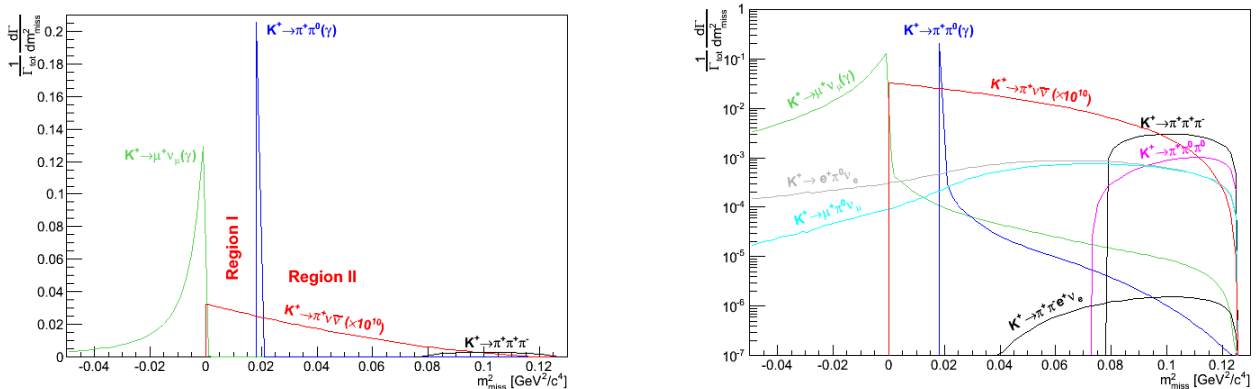 1/Γtot dΓ/dm²miss
0.2
0.18
0.16
0.14
0.12
0.1
0.08
0.06
0.04
0.02
0
K⁺→π⁺π⁰(γ)
K⁺→μ⁺νμ(γ)
Region I
Region II
K⁺→π⁺νν̄(×10¹⁰)
K⁺→π⁺π⁺π⁻
-0.04 -0.02 0 0.02 0.04 0.06 0.08 0.1 0.12
m²miss [GeV²/c⁴]
1/Γtot dΓ/dm²miss
1
10⁻¹
10⁻²
10⁻³
10⁻⁴
10⁻⁵
10⁻⁶
10⁻⁷
K⁺→π⁺π⁰(γ)
K⁺→μ⁺νμ(γ)
K⁺→π⁺νν̄(×10¹⁰)
K⁺→π⁺π⁺π⁻
K⁺→π⁺π⁰π⁰
K⁺→e⁺π⁰νe
K⁺→μ⁺π⁰νμ
K⁺→π⁺π⁻e⁺νe
-0.04 -0.02 0 0.02 0.04 0.06 0.08 0.1 0.12
m²miss [GeV²/c⁴]